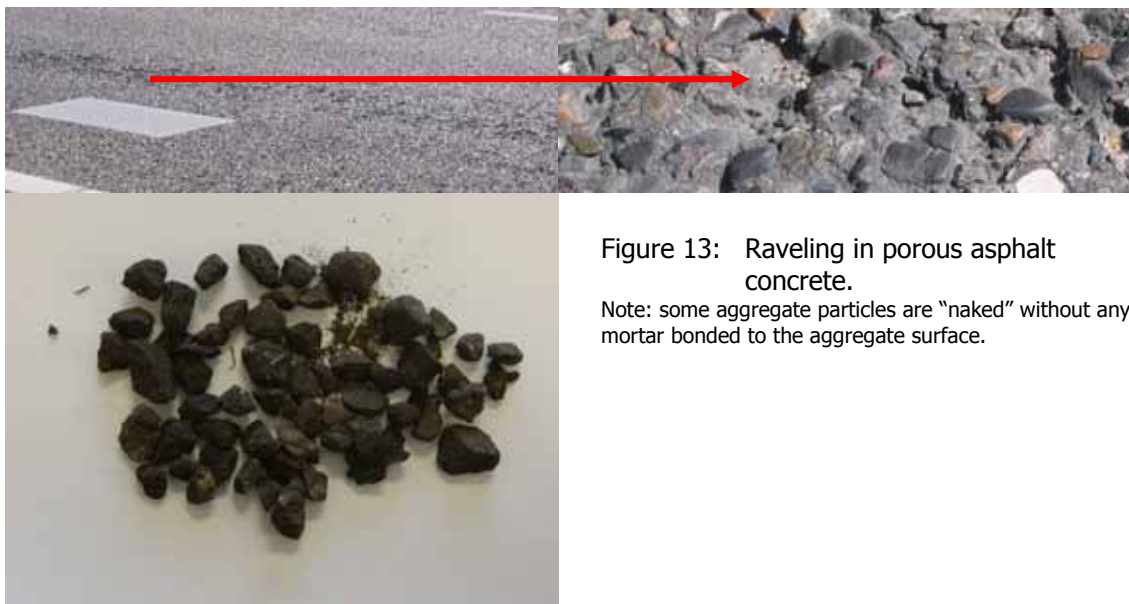 Figure 13: Raveling in porous asphalt
concrete.
Note: some aggregate particles are “naked” without any
mortar bonded to the aggregate surface.